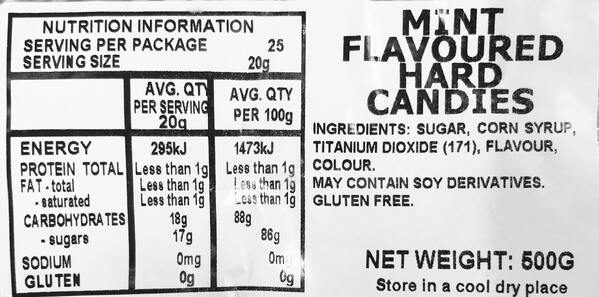 NUTRITION INFORMATION
SERVING PER PACKAGE 25
SERVING SIZE 20g
AVG. QTY PER SERVING 20g
AVG. QTY PER 100g
ENERGY 295kJ 1473kJ
PROTEIN TOTAL Less than 1g Less than 1g
FAT - total Less than 1g Less than 1g
- saturated Less than 1g Less than 1g
CARBOHYDRATES 18g 88g
- sugars 17g 86g
SODIUM 0mg 0m
GLUTEN 0g 0g
MINT
FLAVOURED
HARD
CANDIES
INGREDIENTS: SUGAR, CORN SYRUP,
TITANIUM DIOXIDE (171), FLAVOUR,
COLOUR.
MAY CONTAIN SOY DERIVATIVES.
GLUTEN FREE.
NET WEIGHT: 500G
Store in a cool dry place